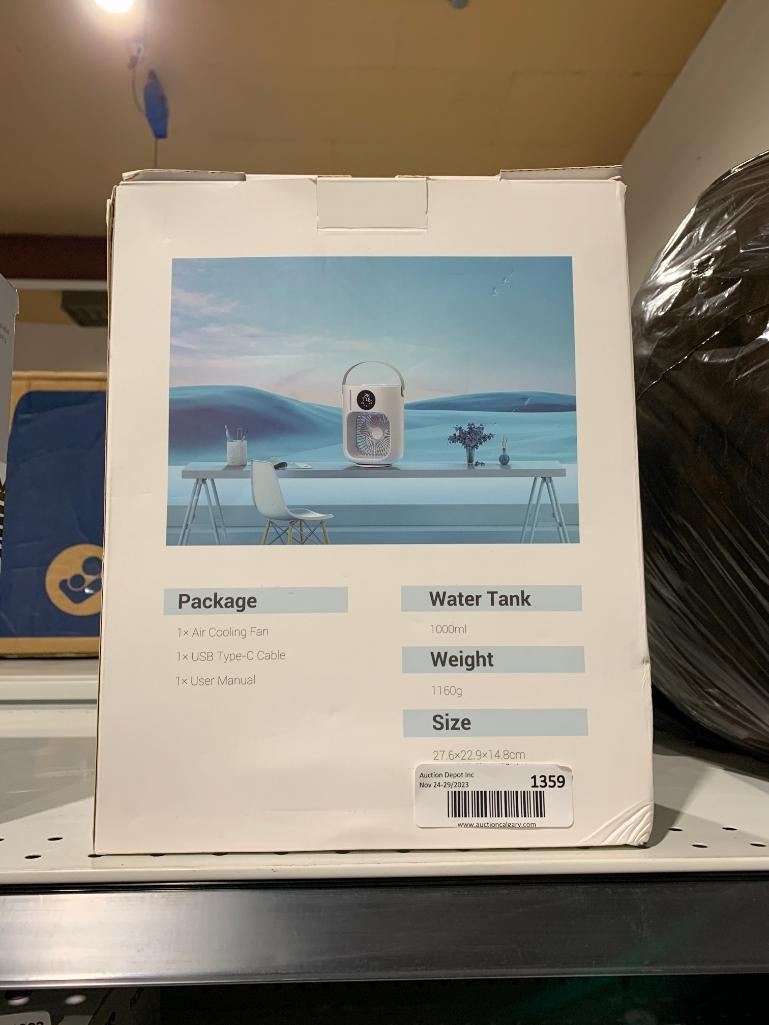 Package
1× Air Cooling Fan
1× USB Type-C Cable
1× User Manual
Water Tank
1000ml
Weight
1160g
Size
27.6×22.9×14.8cm
Auction Depot Inc
Nov 24-29/2023
1359
www.auctioncalgary.com